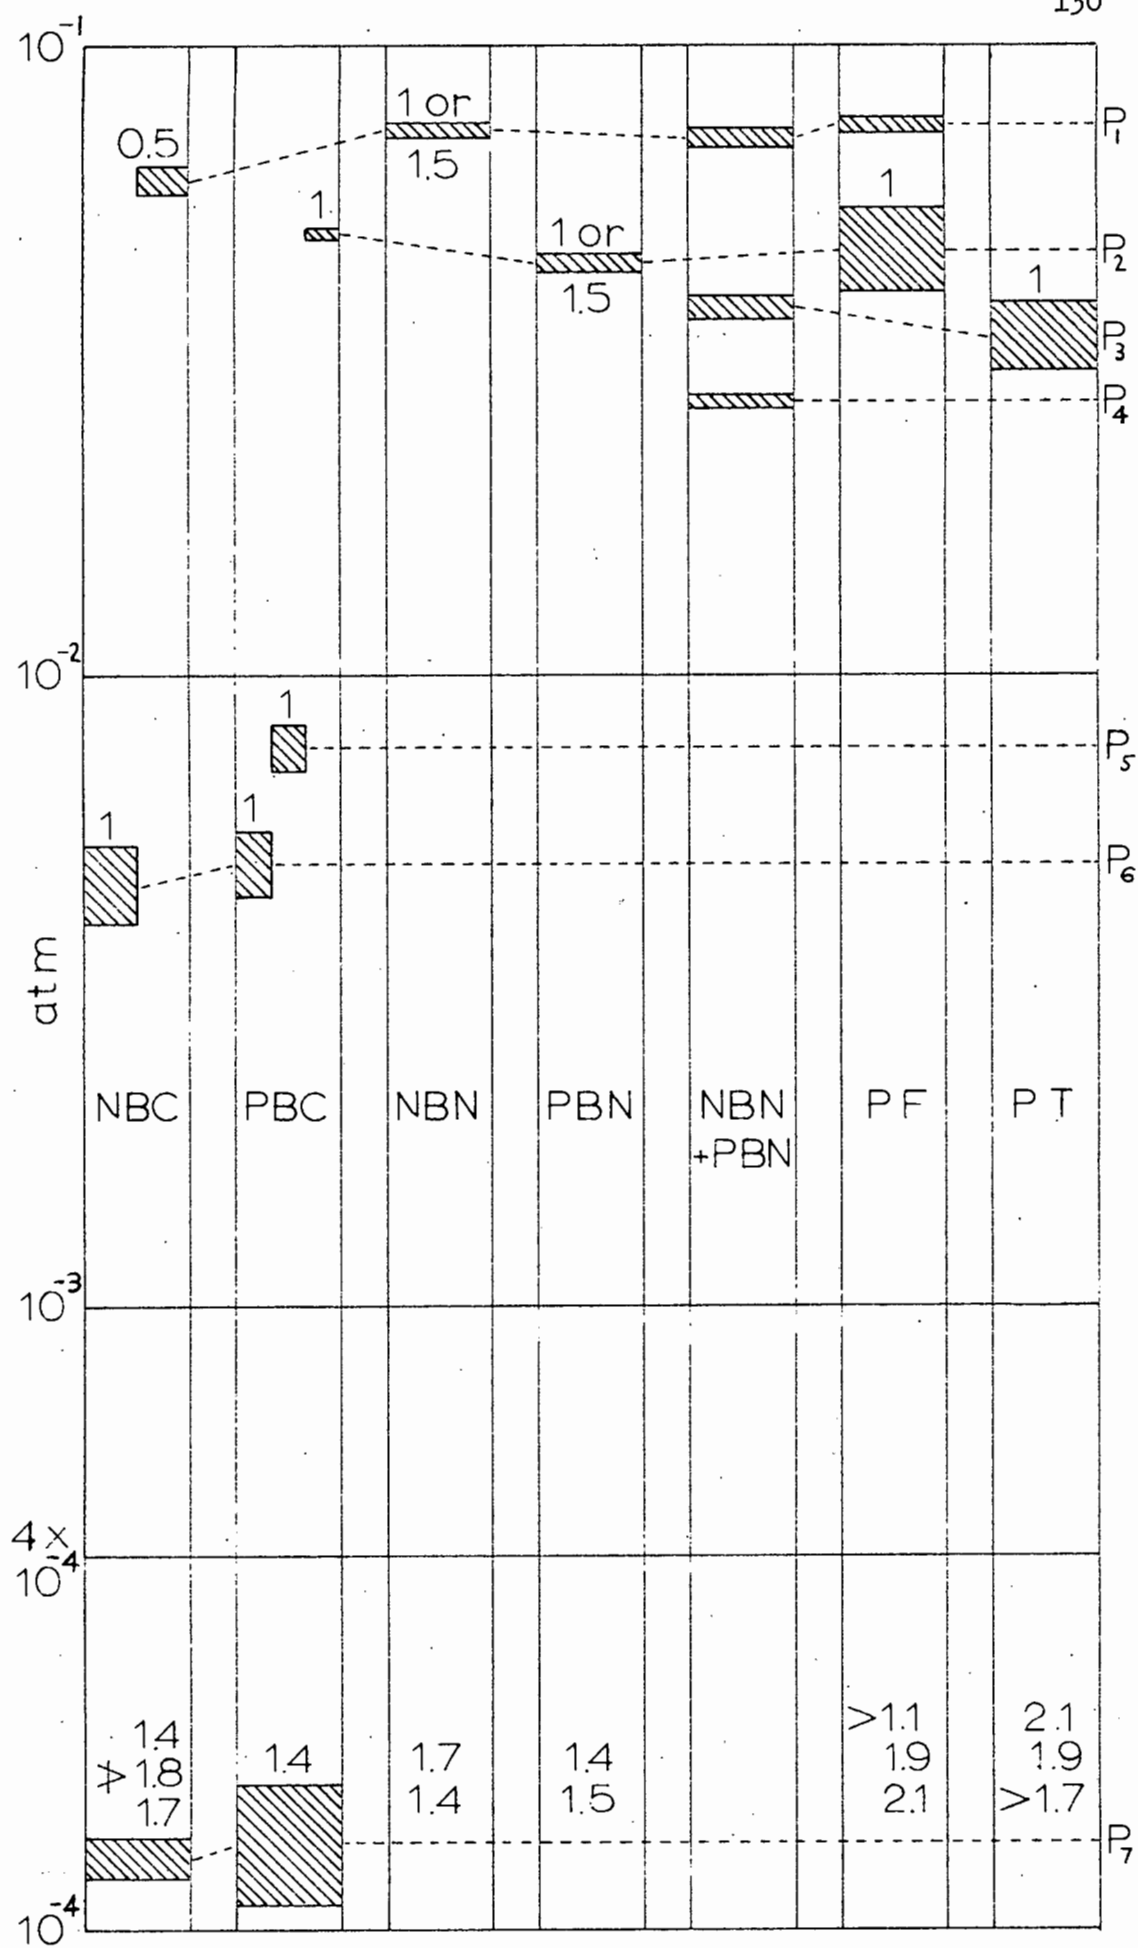 130
10⁻¹
0.5
1 or
1.5
P₁
1
1 or
1.5
1
P₂
1
P₃
P₄
10⁻²
1
P₅
1
1
P₆
atm
NBC
PBC
NBN
PBN
NBN
+PBN
PF
PT
10⁻³
4×
10⁻⁴
1.4
≯1.8
1.7
1.4
1.7
1.4
1.4
1.5
>1.1
1.9
2.1
2.1
1.9
>1.7
P₇
10⁻⁴